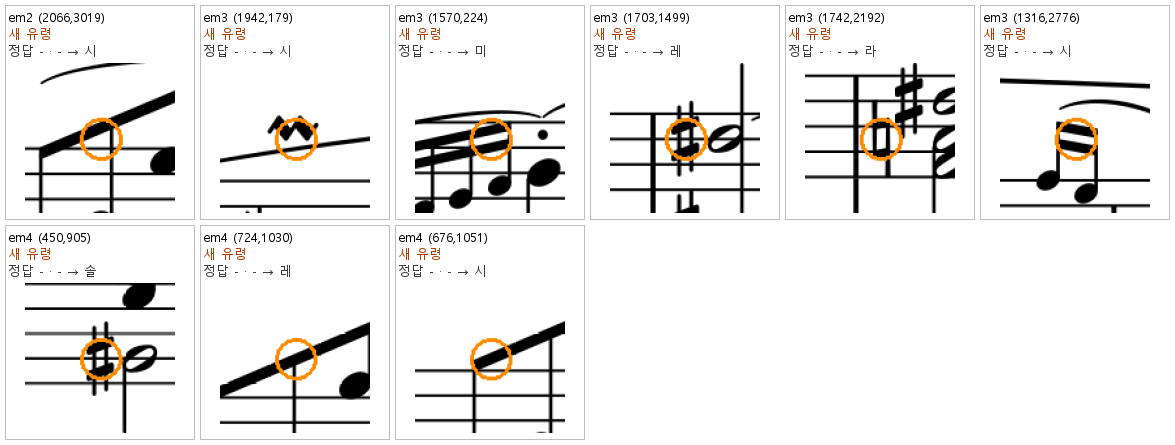 em2 (2066,3019)
새 유령
정답 - · - → 시
em3 (1942,179)
새 유령
정답 - · - → 시
em3 (1570,224)
새 유령
정답 - · - → 미
em3 (1703,1499)
새 유령
정답 - · - → 레
em3 (1742,2192)
새 유령
정답 - · - → 라
em3 (1316,2776)
새 유령
정답 - · - → 시
em4 (450,905)
새 유령
정답 - · - → 솔
em4 (724,1030)
새 유령
정답 - · - → 레
em4 (676,1051)
새 유령
정답 - · - → 시